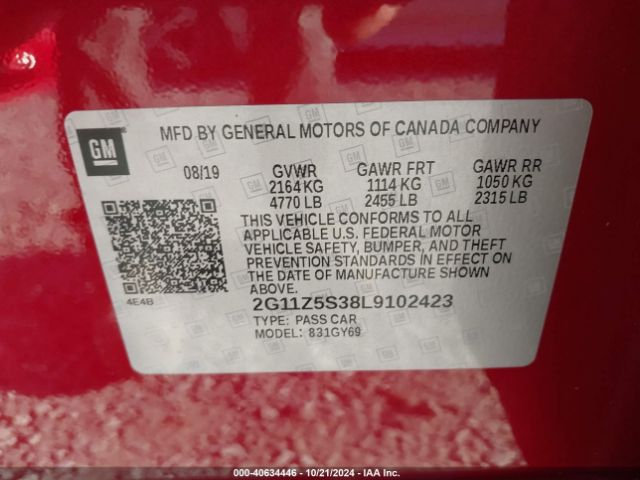 GM
MFD BY GENERAL MOTORS OF CANADA COMPANY
08/19 GVWR GAWR FRT GAWR RR
2164 KG 1114 KG 1050 KG
4770 LB 2455 LB 2315 LB
THIS VEHICLE CONFORMS TO ALL
APPLICABLE U.S. FEDERAL MOTOR
VEHICLE SAFETY, BUMPER, AND THEFT
PREVENTION STANDARDS IN EFFECT ON
THE DATE OF MANUFACTURE SHOWN
ABOVE.
4E4B 2G11Z5S38L9102423
TYPE: PASS CAR
MODEL: 831GY69
000-40634446 - 10/21/2024 - IAA Inc.